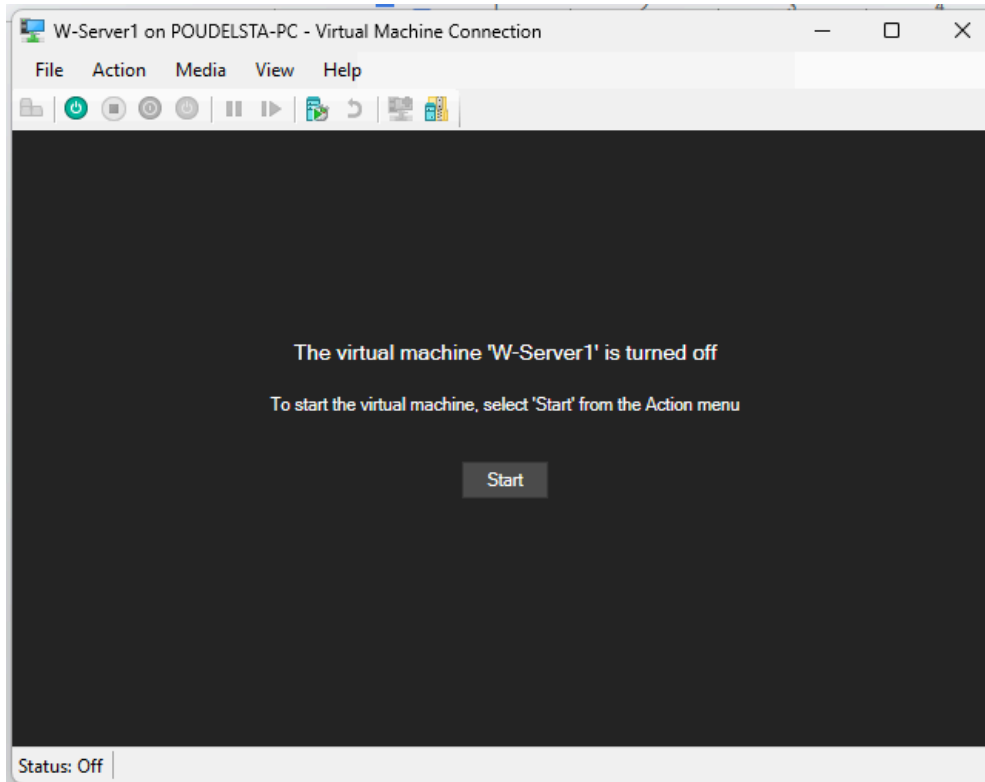 W-Server1 on POUDELSTA-PC - Virtual Machine Connection
File Action Media View Help
The virtual machine 'W-Server1' is turned off
To start the virtual machine, select 'Start' from the Action menu
Start
Status: Off